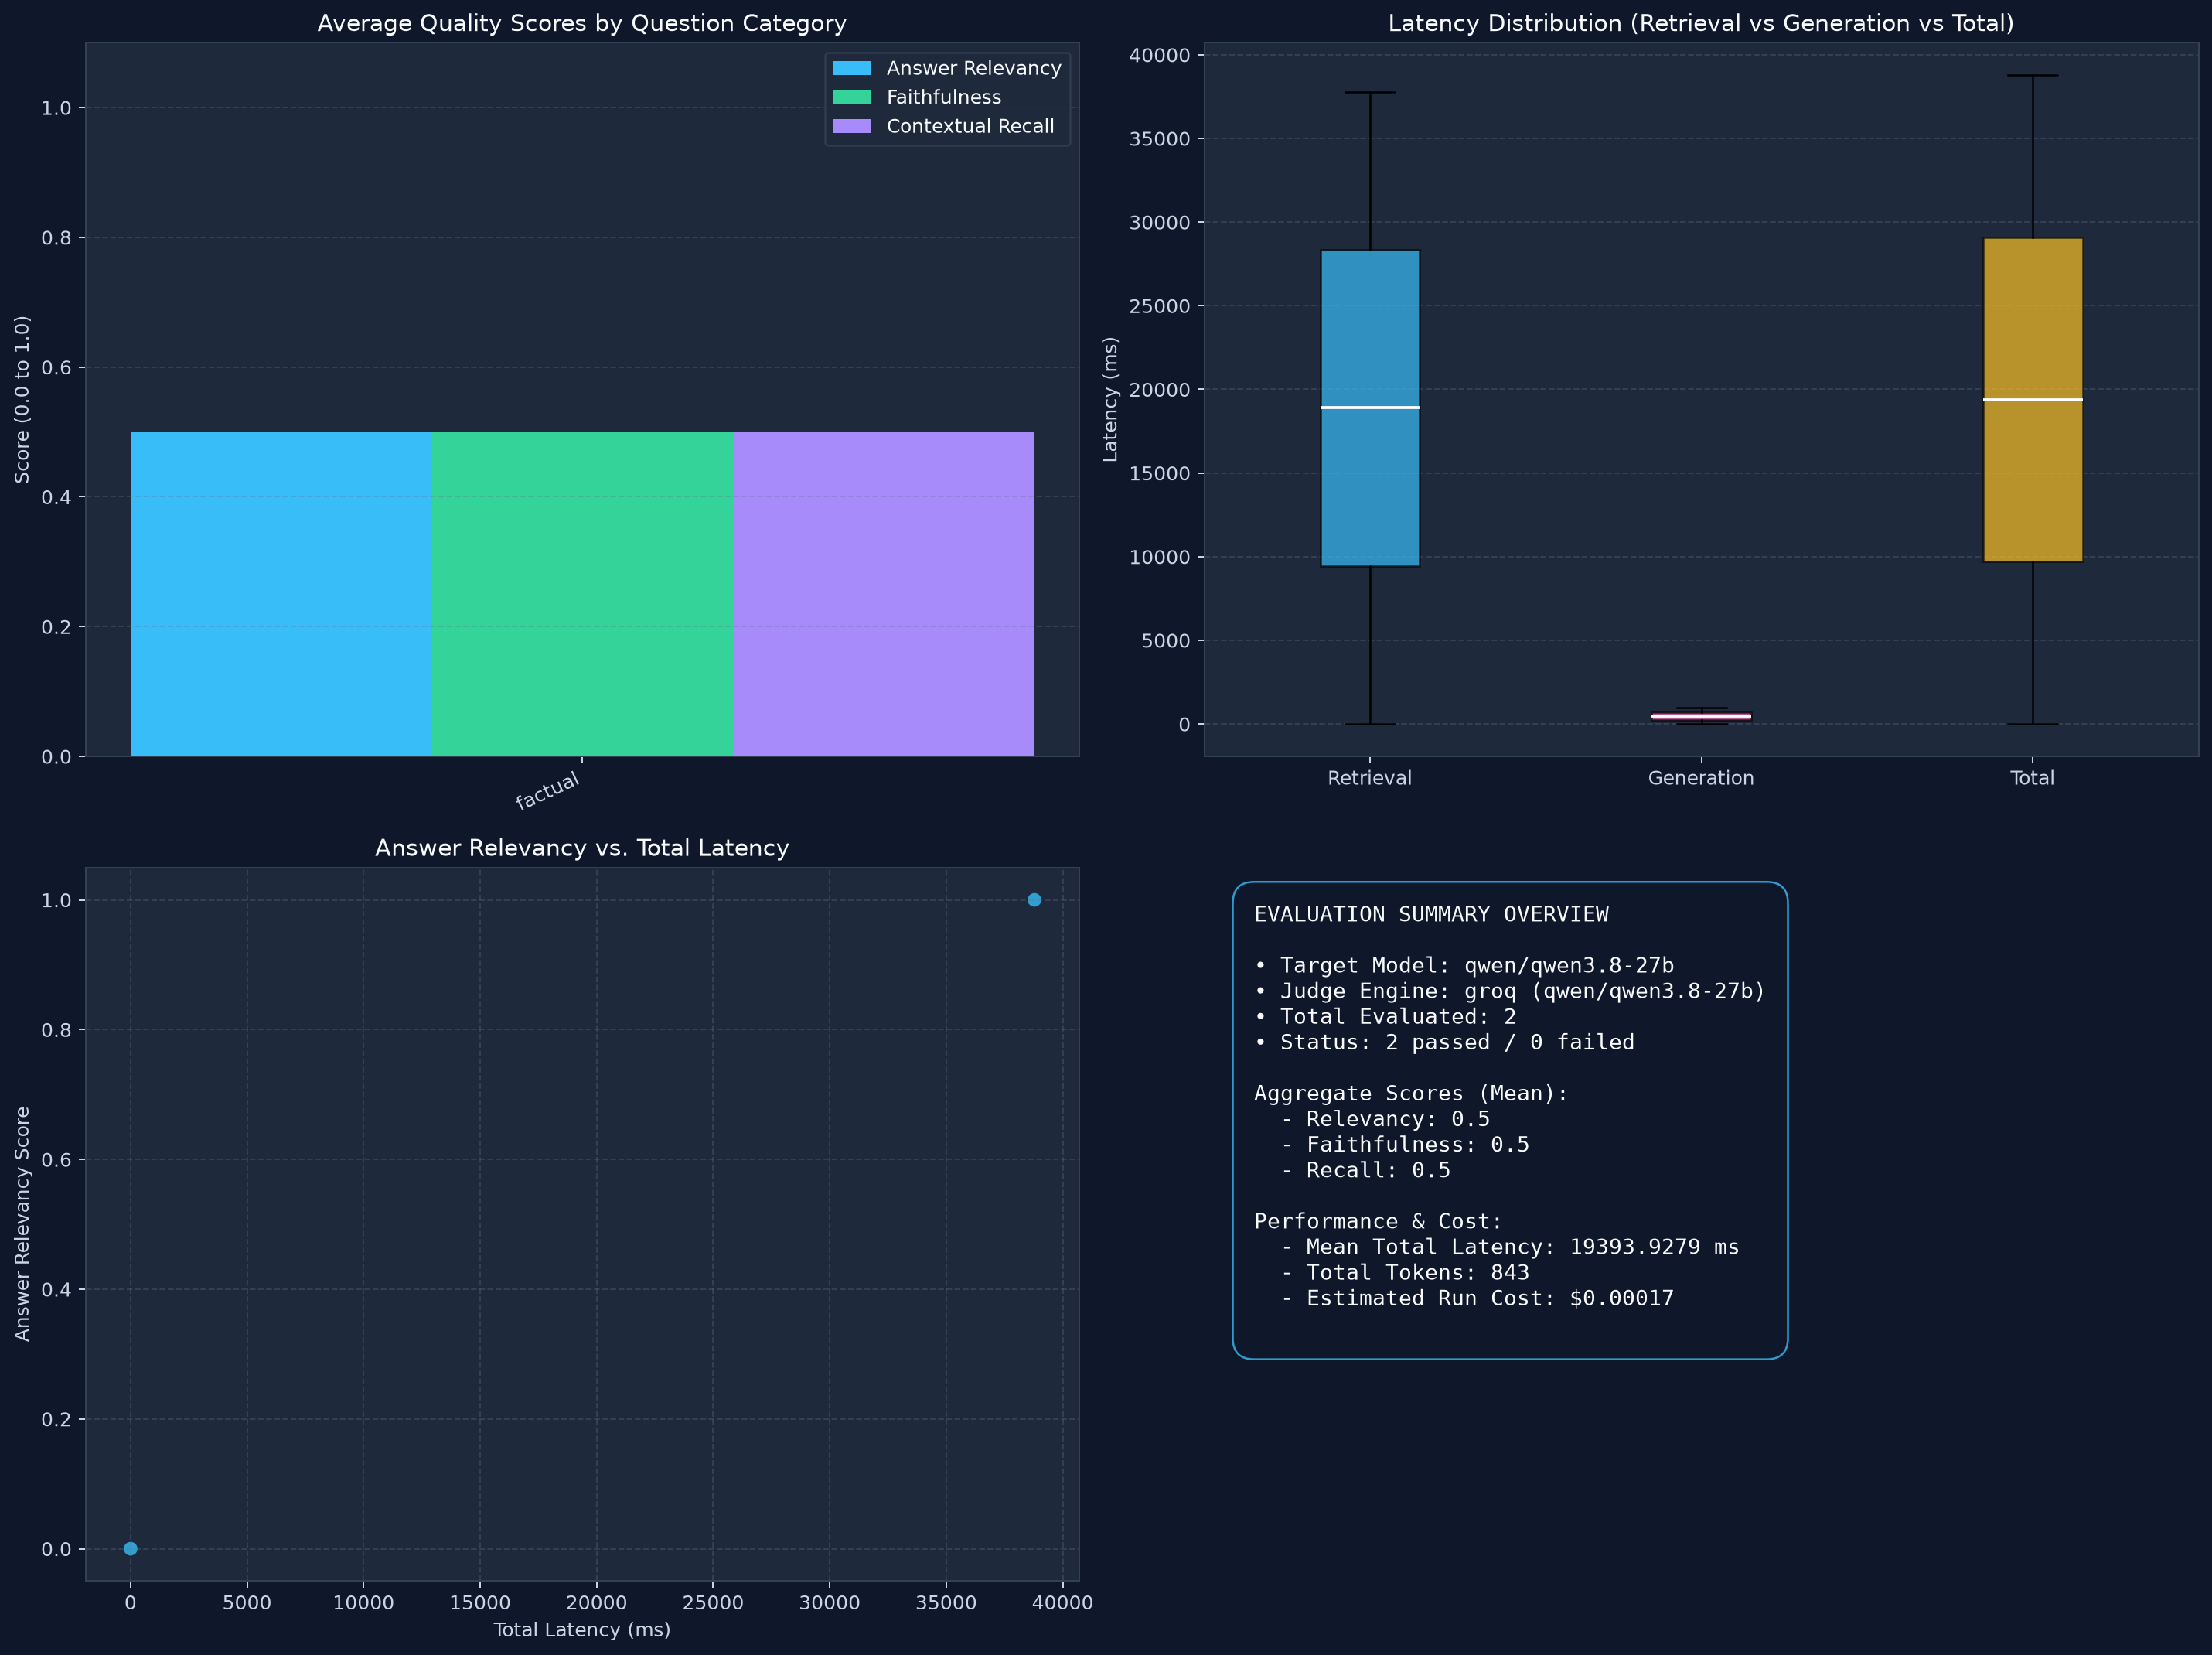 Average Quality Scores by Question Category
Answer Relevancy
Faithfulness
Contextual Recall
Score (0.0 to 1.0)
1.0
0.8
0.6
0.4
0.2
0.0
factual
Latency Distribution (Retrieval vs Generation vs Total)
Latency (ms)
40000
35000
30000
25000
20000
15000
10000
5000
0
Retrieval Generation Total
Answer Relevancy vs. Total Latency
Answer Relevancy Score
1.0
0.8
0.6
0.4
0.2
0.0
0 5000 10000 15000 20000 25000 30000 35000 40000
Total Latency (ms)
EVALUATION SUMMARY OVERVIEW
• Target Model: qwen/qwen3.8-27b
• Judge Engine: groq (qwen/qwen3.8-27b)
• Total Evaluated: 2
• Status: 2 passed / 0 failed
Aggregate Scores (Mean):
- Relevancy: 0.5
- Faithfulness: 0.5
- Recall: 0.5
Performance & Cost:
- Mean Total Latency: 19393.9279 ms
- Total Tokens: 843
- Estimated Run Cost: $0.00017